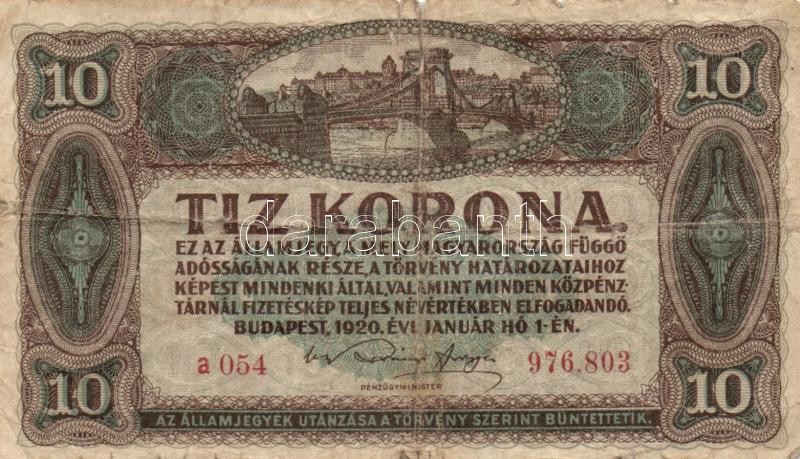 10 10
TIZ KORONA.
darabanth
EZ AZ ÁLLAMJEGY, A MELY MAGYARORSZÁG FÜGGŐ
ADÓSSÁGÁNAK RÉSZE, A TÖRVÉNY HATÁROZATAIHOZ
KÉPEST MINDENKI ÁLTAL, VALAMINT MINDEN KÖZPÉNZ-
TÁRNÁL FIZETÉSKÉP TELJES NÉVÉRTÉKBEN ELFOGADANDÓ.
BUDAPEST, 1920. ÉVI JANUÁR HÓ 1-ÉN.
a 054 976.803
PÉNZÜGYMINISTER
10 10
AZ ÁLLAMJEGYEK UTÁNZÁSA A TÖRVÉNY SZERINT BÜNTETTETIK.